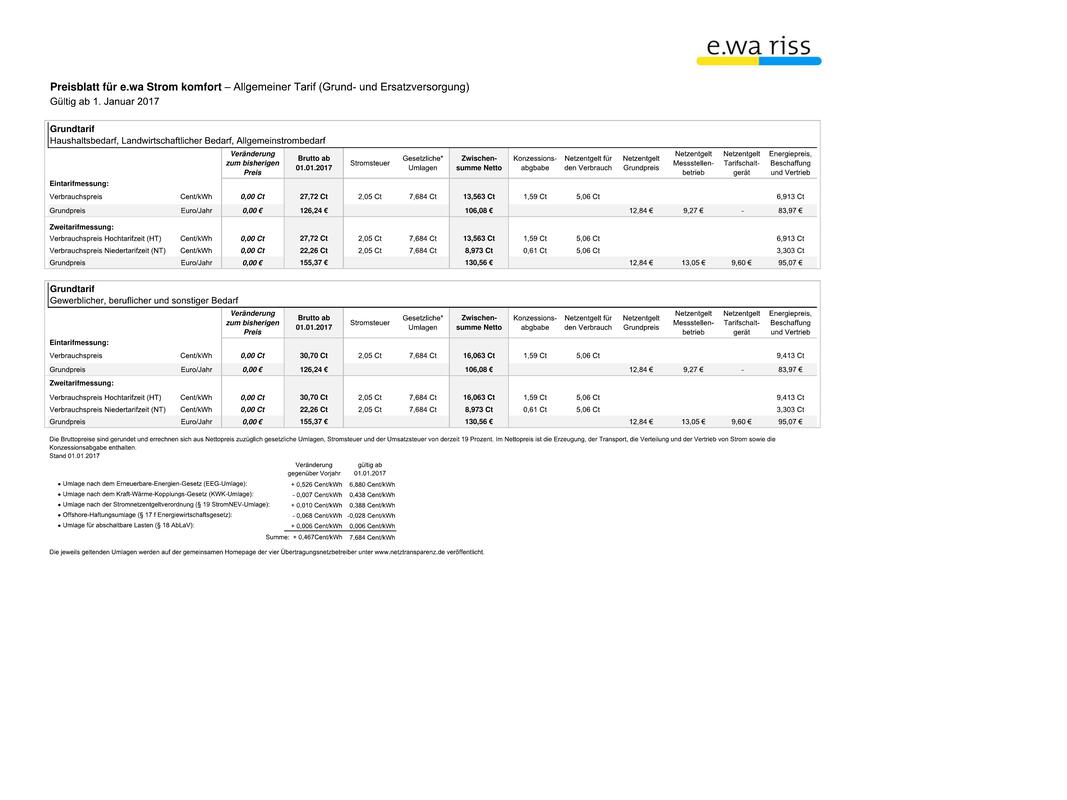 e.wa riss
Preisblatt für e.wa Strom komfort – Allgemeiner Tarif (Grund- und Ersatzversorgung)
Gültig ab 1. Januar 2017
Grundtarif
Haushaltsbedarf, Landwirtschaftlicher Bedarf, Allgemeinstrombedarf
Veränderung zum bisherigen Preis Brutto ab 01.01.2017 Stromsteuer Gesetzliche* Umlagen Zwischen- summe Netto Konzessions- abgbabe Netzentgelt für den Verbrauch Netzentgelt Grundpreis Netzentgelt Messstellen- betrieb Netzentgelt Tarifschalt- gerät Energiepreis, Beschaffung und Vertrieb
Eintarifmessung:
Verbrauchspreis Cent/kWh 0,00 Ct 27,72 Ct 2,05 Ct 7,684 Ct 13,563 Ct 1,59 Ct 5,06 Ct 6,913 Ct
Grundpreis Euro/Jahr 0,00 € 126,24 € 106,08 € 12,84 € 9,27 € - 83,97 €
Zweitarifmessung:
Verbrauchspreis Hochtarifzeit (HT) Cent/kWh 0,00 Ct 27,72 Ct 2,05 Ct 7,684 Ct 13,563 Ct 1,59 Ct 5,06 Ct 6,913 Ct
Verbrauchspreis Niedertarifzeit (NT) Cent/kWh 0,00 Ct 22,26 Ct 2,05 Ct 7,684 Ct 8,973 Ct 0,61 Ct 5,06 Ct 3,303 Ct
Grundpreis Euro/Jahr 0,00 € 155,37 € 130,56 € 12,84 € 13,05 € 9,60 € 95,07 €
Grundtarif
Gewerblicher, beruflicher und sonstiger Bedarf
Veränderung zum bisherigen Preis Brutto ab 01.01.2017 Stromsteuer Gesetzliche* Umlagen Zwischen- summe Netto Konzessions- abgbabe Netzentgelt für den Verbrauch Netzentgelt Grundpreis Netzentgelt Messstellen- betrieb Netzentgelt Tarifschalt- gerät Energiepreis, Beschaffung und Vertrieb
Eintarifmessung:
Verbrauchspreis Cent/kWh 0,00 Ct 30,70 Ct 2,05 Ct 7,684 Ct 16,063 Ct 1,59 Ct 5,06 Ct 9,413 Ct
Grundpreis Euro/Jahr 0,00 € 126,24 € 106,08 € 12,84 € 9,27 € - 83,97 €
Zweitarifmessung:
Verbrauchspreis Hochtarifzeit (HT) Cent/kWh 0,00 Ct 30,70 Ct 2,05 Ct 7,684 Ct 16,063 Ct 1,59 Ct 5,06 Ct 9,413 Ct
Verbrauchspreis Niedertarifzeit (NT) Cent/kWh 0,00 Ct 22,26 Ct 2,05 Ct 7,684 Ct 8,973 Ct 0,61 Ct 5,06 Ct 3,303 Ct
Grundpreis Euro/Jahr 0,00 € 155,37 € 130,56 € 12,84 € 13,05 € 9,60 € 95,07 €
Die Bruttopreise sind gerundet und errechnen sich aus Nettopreis zuzüglich gesetzliche Umlagen, Stromsteuer und der Umsatzsteuer von derzeit 19 Prozent. Im Nettopreis ist die Erzeugung, der Transport, die Verteilung und der Vertrieb von Strom sowie die
Konzessionsabgabe enthalten.
Stand 01.01.2017
Veränderung gültig ab
gegenüber Vorjahr 01.01.2017
• Umlage nach dem Erneuerbare-Energien-Gesetz (EEG-Umlage): + 0,526 Cent/kWh 6,880 Cent/kWh
• Umlage nach dem Kraft-Wärme-Kopplungs-Gesetz (KWK-Umlage): - 0,007 Cent/kWh 0,438 Cent/kWh
• Umlage nach der Stromnetzentgeltverordnung (§ 19 StromNEV-Umlage): + 0,010 Cent/kWh 0,388 Cent/kWh
• Offshore-Haftungsumlage (§ 17 f Energiewirtschaftsgesetz): - 0,068 Cent/kWh -0,028 Cent/kWh
• Umlage für abschaltbare Lasten (§ 18 AbLaV): + 0,006 Cent/kWh 0,006 Cent/kWh
Summe: + 0,467Cent/kWh 7,684 Cent/kWh
Die jeweils geltenden Umlagen werden auf der gemeinsamen Homepage der vier Übertragungsnetzbetreiber unter www.netztransparenz.de veröffentlicht.